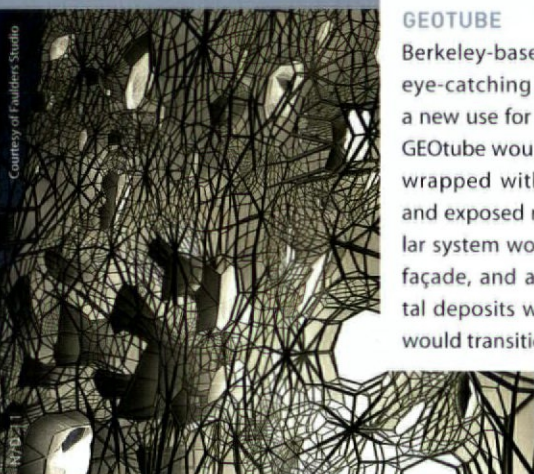 Courtesy of Faulders Studio
GEOTUBE
Berkeley-base
eye-catching
a new use for
GEOtube wou
wrapped with
and exposed r
lar system wo
façade, and a
tal deposits w
would transitio